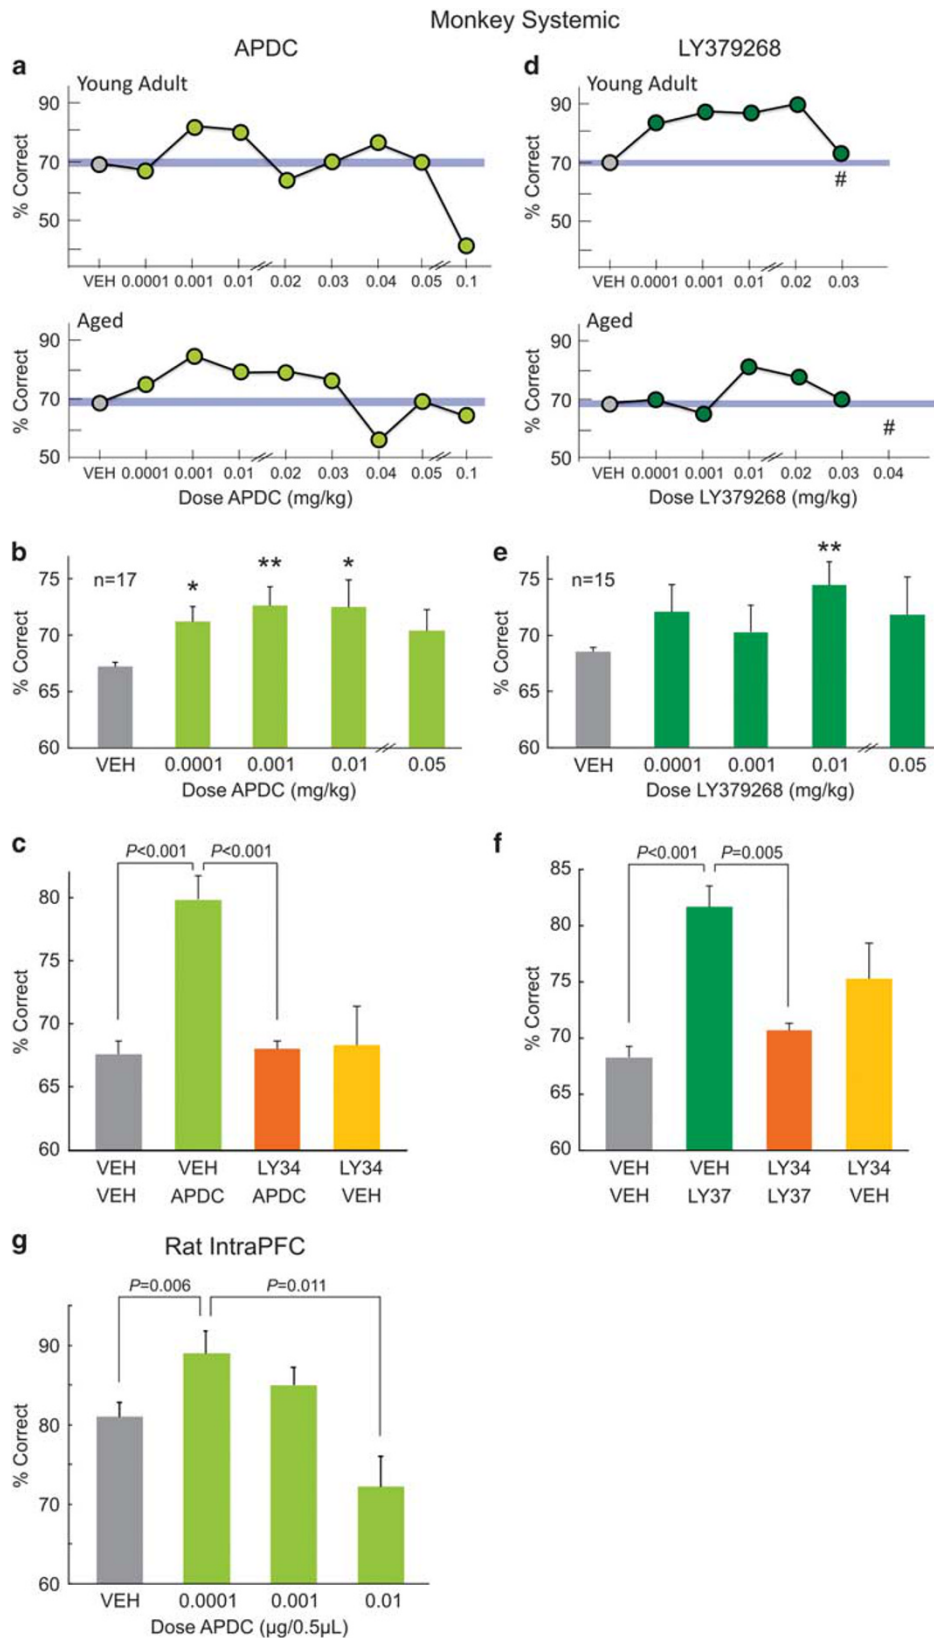 Monkey Systemic
APDC
LY379268
a
Young Adult
90
70
50
% Correct
VEH 0.0001 0.001 0.01 0.02 0.03 0.04 0.05 0.1
Aged
90
70
50
% Correct
VEH 0.0001 0.001 0.01 0.02 0.03 0.04 0.05 0.1
Dose APDC (mg/kg)
d
Young Adult
90
70
50
% Correct
#
VEH 0.0001 0.001 0.01 0.02 0.03
Aged
90
70
50
% Correct
#
VEH 0.0001 0.001 0.01 0.02 0.03 0.04
Dose LY379268 (mg/kg)
b
n=17
* ** *
75
70
65
60
% Correct
VEH 0.0001 0.001 0.01 0.05
Dose APDC (mg/kg)
e
n=15
**
75
70
65
60
% Correct
VEH 0.0001 0.001 0.01 0.05
Dose LY379268 (mg/kg)
c
P<0.001 P<0.001
80
75
70
65
60
% Correct
VEH VEH LY34 LY34
VEH APDC APDC VEH
f
P<0.001 P=0.005
85
80
75
70
65
60
% Correct
VEH VEH LY34 LY34
VEH LY37 LY37 VEH
g
Rat IntraPFC
P=0.006 P=0.011
90
80
70
60
% Correct
VEH 0.0001 0.001 0.01
Dose APDC (µg/0.5µL)